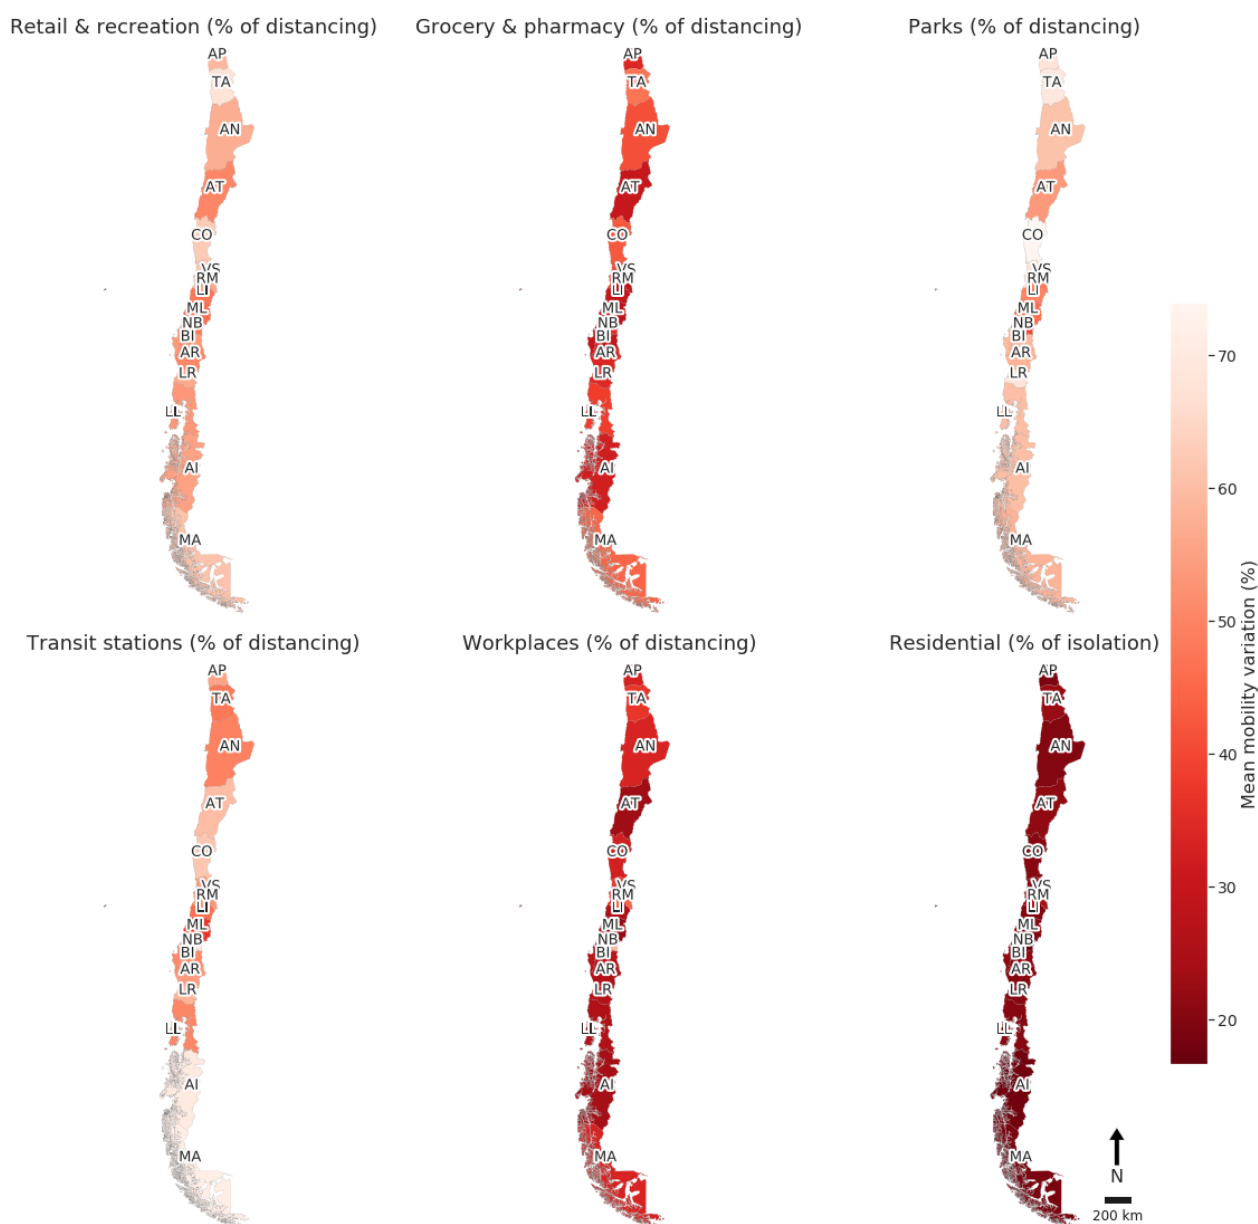 Retail & recreation (% of distancing)
AP
TA
AN
AT
CO
VS
RM
LI
ML
NB
BI
AR
LR
LL
AI
MA
Grocery & pharmacy (% of distancing)
AP
TA
AN
AT
CO
VS
RM
LI
ML
NB
BI
AR
LR
LL
AI
MA
Parks (% of distancing)
AP
TA
AN
AT
CO
VS
RM
LI
ML
NB
BI
AR
LR
LL
AI
MA
Transit stations (% of distancing)
AP
TA
AN
AT
CO
VS
RM
LI
ML
NB
BI
AR
LR
LL
AI
MA
Workplaces (% of distancing)
AP
TA
AN
AT
CO
VS
RM
LI
ML
NB
BI
AR
LR
LL
AI
MA
Residential (% of isolation)
AP
TA
AN
AT
CO
VS
RM
LI
ML
NB
BI
AR
LR
LL
AI
MA
70
60
50
40
30
20
Mean mobility variation (%)
N
200 km